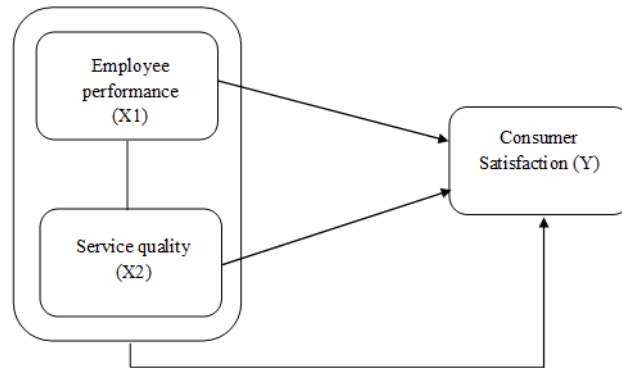 Employee
performance
(X1)
Consumer
Satisfaction (Y)
Service quality
(X2)